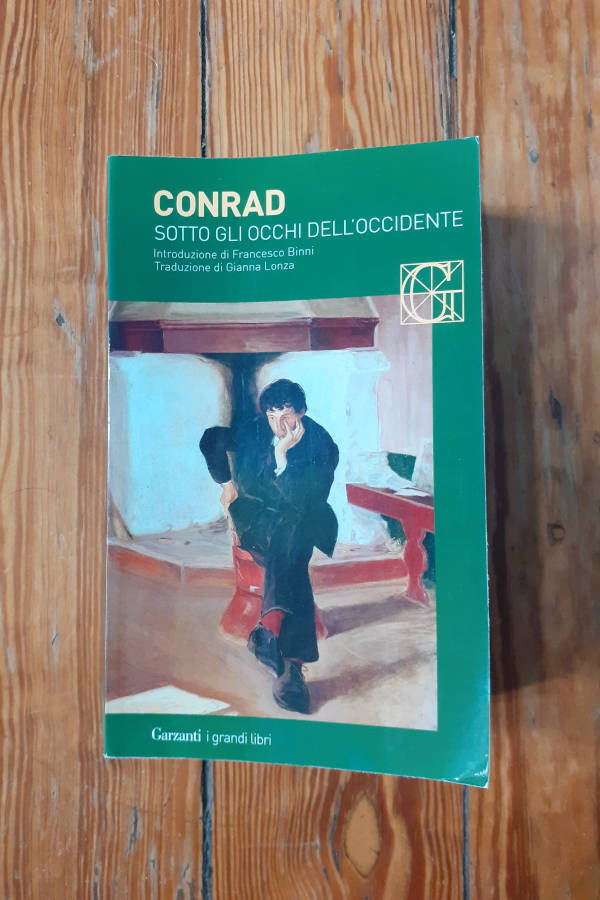 CONRAD
SOTTO GLI OCCHI DELL'OCCIDENTE
Introduzione di Francesco Binni
Traduzione di Gianna Lonza
G
Garzanti i grandi libri